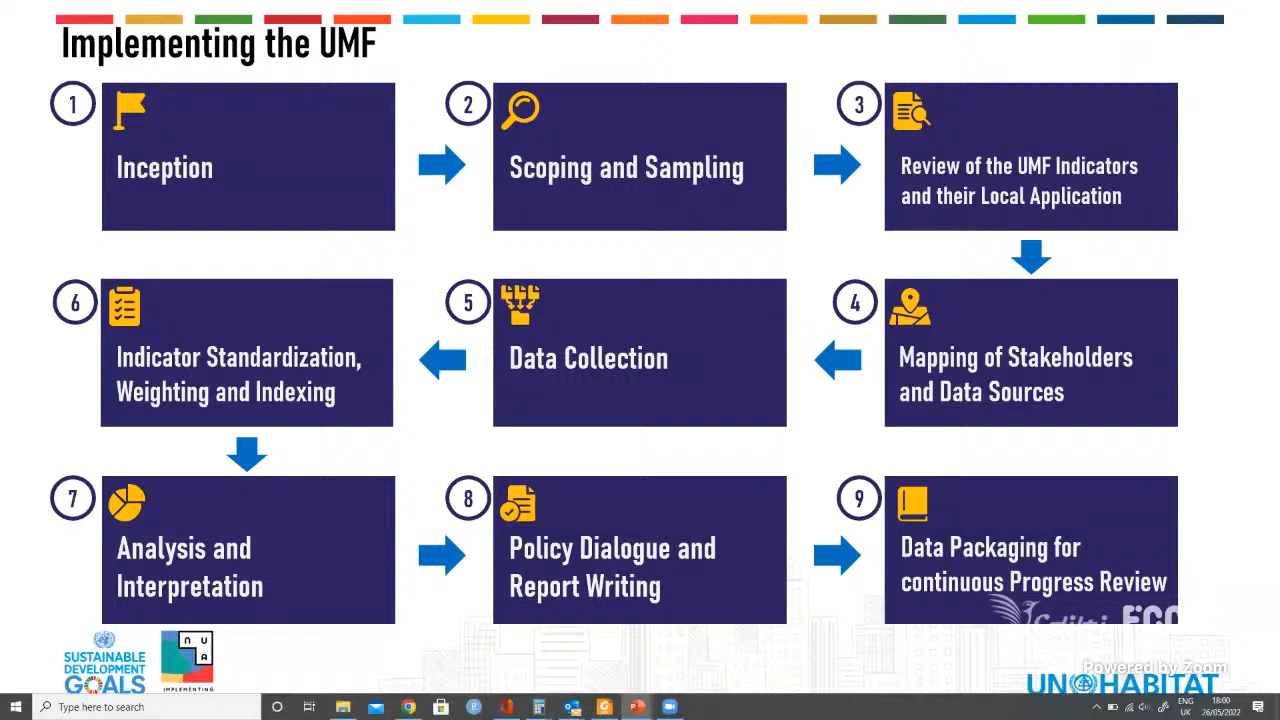 Implementing the UMF
1
Inception
2
Scoping and Sampling
3
Review of the UMF Indicators
and their Local Application
6
Indicator Standardization,
Weighting and Indexing
5
Data Collection
4
Mapping of Stakeholders
and Data Sources
7
Analysis and
Interpretation
8
Policy Dialogue and
Report Writing
9
Data Packaging for
continuous Progress Review
SUSTAINABLE
DEVELOPMENT
GOALS
N U
A
IMPLEMENTING
Powered by Zoom
UN HABITAT
Type here to search
ENG
UK
18:00
26/05/2022